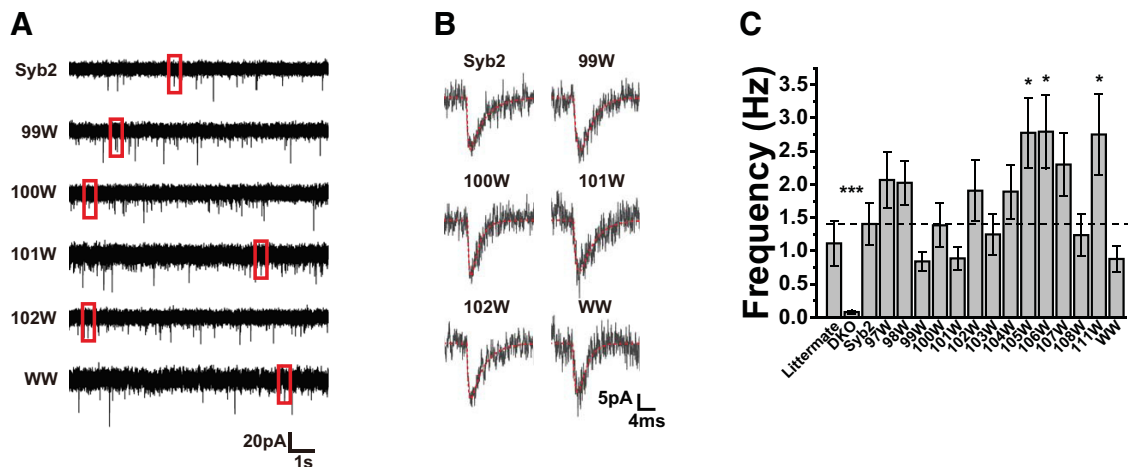 A
Syb2
99W
100W
101W
102W
WW
20pA
1s
B
Syb2 99W
100W 101W
102W WW
5pA
4ms
C
Frequency (Hz)
3.5
3.0
2.5
2.0
1.5
1.0
0.5
0.0
*** * * *
Littermate DKO Syb2 97W 98W 99W 100W 101W 102W 103W 104W 105W 106W 107W 108W 111W WW